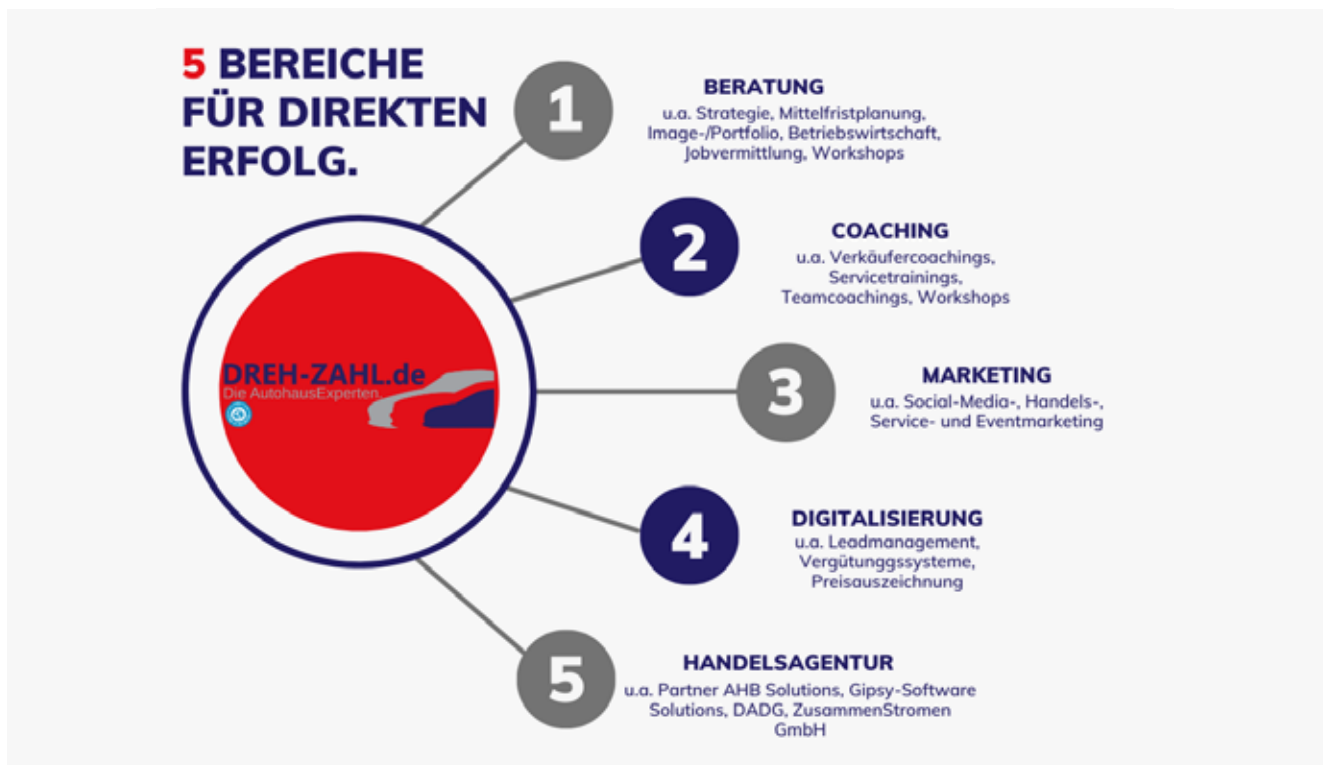 5 BEREICHE
FÜR DIREKTEN
ERFOLG.
1
BERATUNG
u.a. Strategie, Mittelfristplanung,
Image-/Portfolio, Betriebswirtschaft,
Jobvermittlung, Workshops
2
COACHING
u.a. Verkäufercoachings,
Servicetrainings,
Teamcoachings, Workshops
DREH-ZAHL.de
Die AutohausExperten.
3
MARKETING
u.a. Social-Media-, Handels-,
Service- und Eventmarketing
4
DIGITALISIERUNG
u.a. Leadmanagement,
Vergütunggssysteme,
Preisauszeichnung
5
HANDELSAGENTUR
u.a. Partner AHB Solutions, Gipsy-Software
Solutions, DADG, ZusammenStromen
GmbH